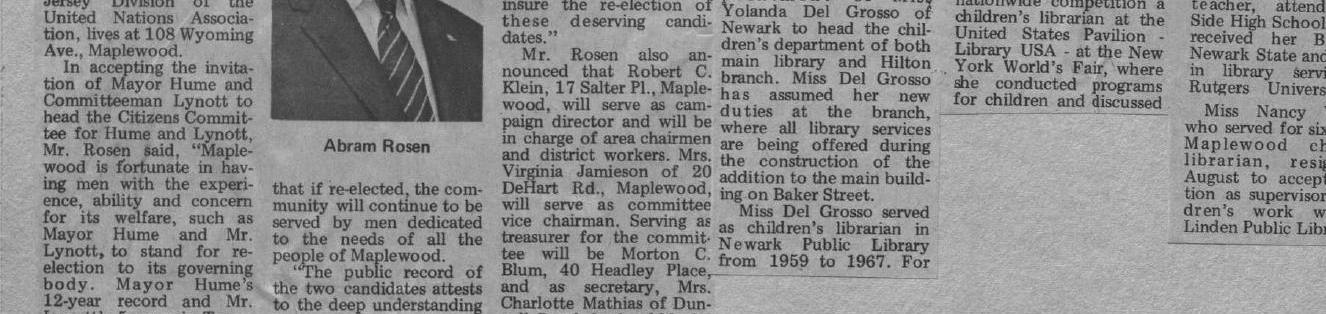 Jersey Division of the
United Nations Associa-
tion, lives at 108 Wyoming
Ave., Maplewood.
In accepting the invita-
tion of Mayor Hume and
Committeeman Lynott to
head the Citizens Commit-
tee for Hume and Lynott,
Mr. Rosen said, "Maple-
wood is fortunate in hav-
ing men with the experi-
ence, ability and concern
for its welfare, such as
Mayor Hume and Mr.
Lynott, to stand for re-
election to its governing
body. Mayor Hume's
12-year record and Mr.
Abram Rosen
that if re-elected, the com-
munity will continue to be
served by men dedicated
to the needs of all the
people of Maplewood.
"The public record of
the two candidates attests
to the deep understanding
insure the re-election of
these deserving candi-
dates."
Mr. Rosen also an-
nounced that Robert C.
Klein, 17 Salter Pl., Maple-
wood, will serve as cam-
paign director and will be
in charge of area chairmen
and district workers. Mrs.
Virginia Jamieson of 20
DeHart Rd., Maplewood,
will serve as committee
vice chairman. Serving as
treasurer for the commit-
tee will be Morton C.
Blum, 40 Headley Place,
and as secretary, Mrs.
Charlotte Mathias of Dun-
Yolanda Del Grosso of
Newark to head the chil-
dren's department of both
main library and Hilton
branch. Miss Del Grosso
has assumed her new
duties at the branch,
where all library services
are being offered during
the construction of the
addition to the main build-
ing on Baker Street.
Miss Del Grosso served
as children's librarian in
Newark Public Library
from 1959 to 1967. For
nationwide competition a
children's librarian at the
United States Pavilion -
Library USA - at the New
York World's Fair, where
she conducted programs
for children and discussed
teacher, attend
Side High School
received her B
Newark State and
in library servi
Rutgers Univers
Miss Nancy
who served for six
Maplewood ch
librarian, resig
August to accept
tion as supervisor
dren's work w
Linden Public Libr